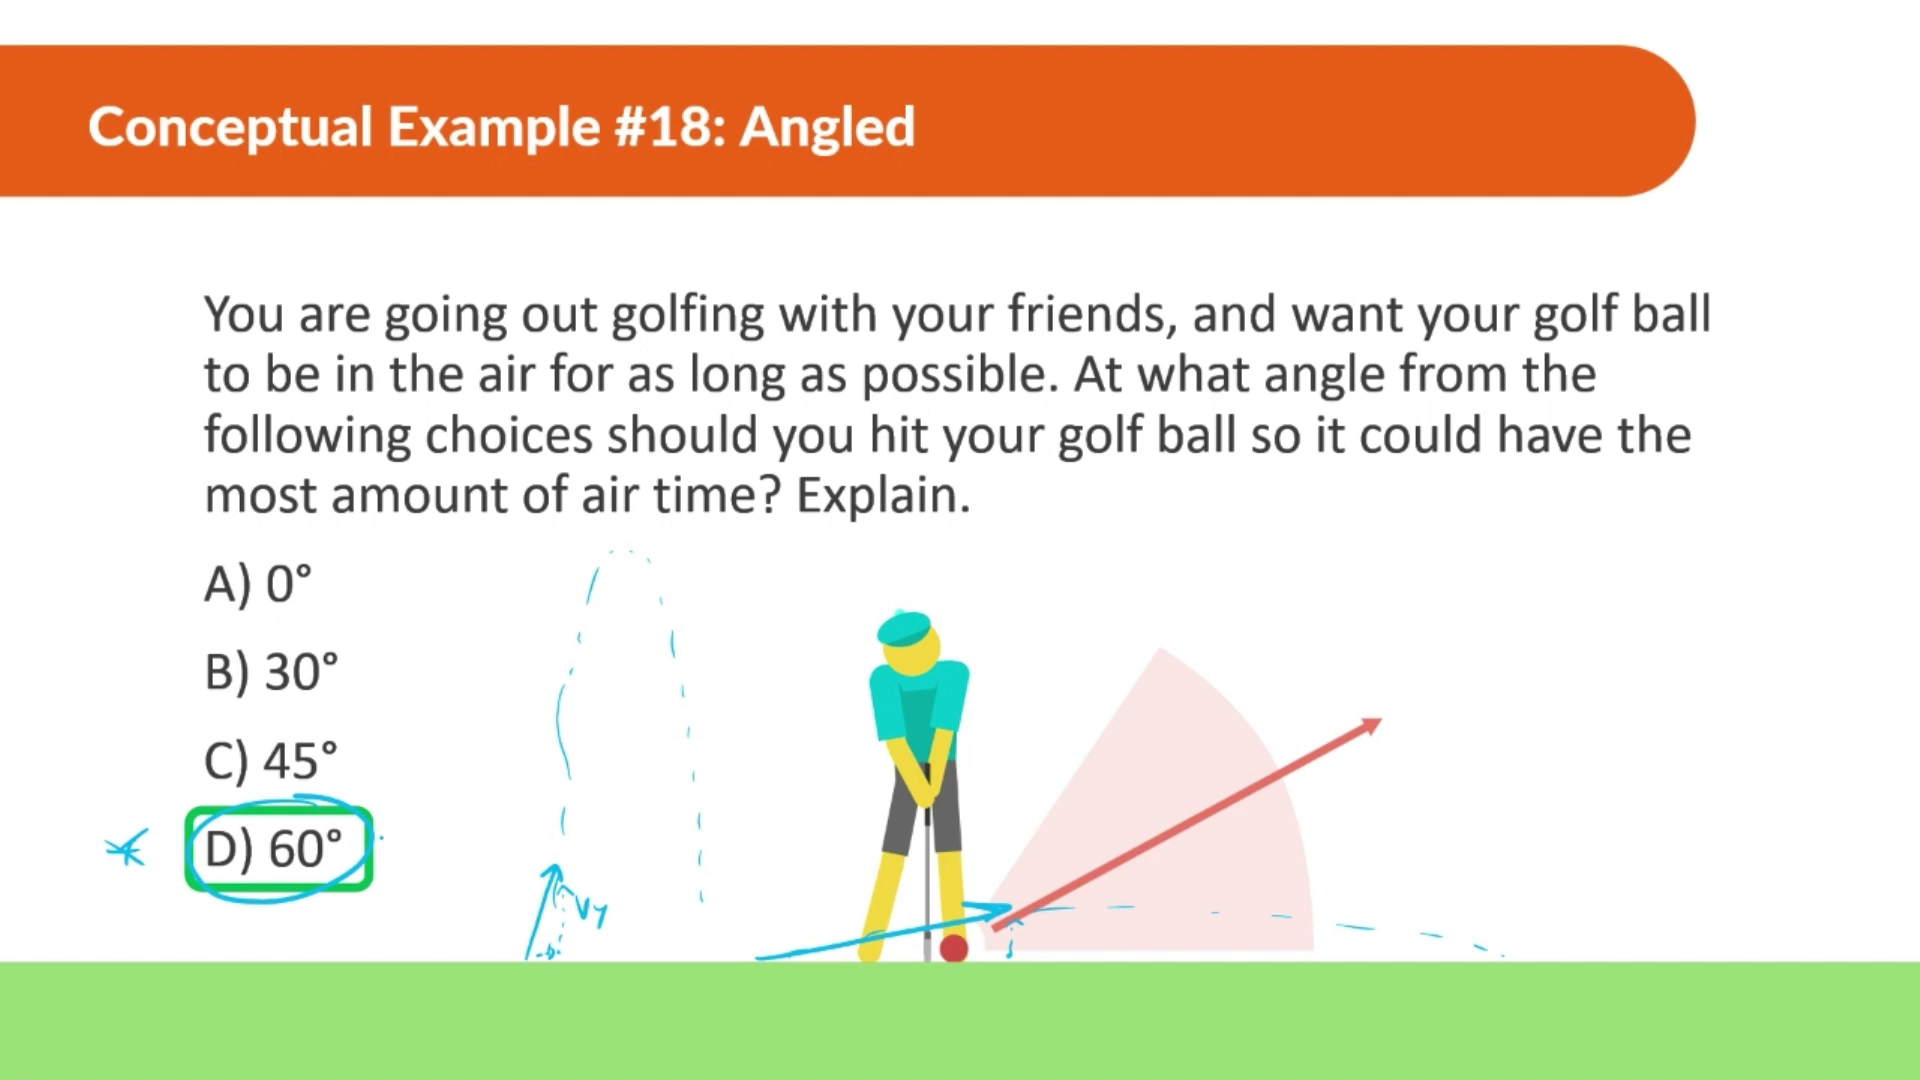 Conceptual Example #18: Angled
You are going out golfing with your friends, and want your golf ball
to be in the air for as long as possible. At what angle from the
following choices should you hit your golf ball so it could have the
most amount of air time? Explain.
A) 0°
B) 30°
C) 45°
D) 60°
Vy